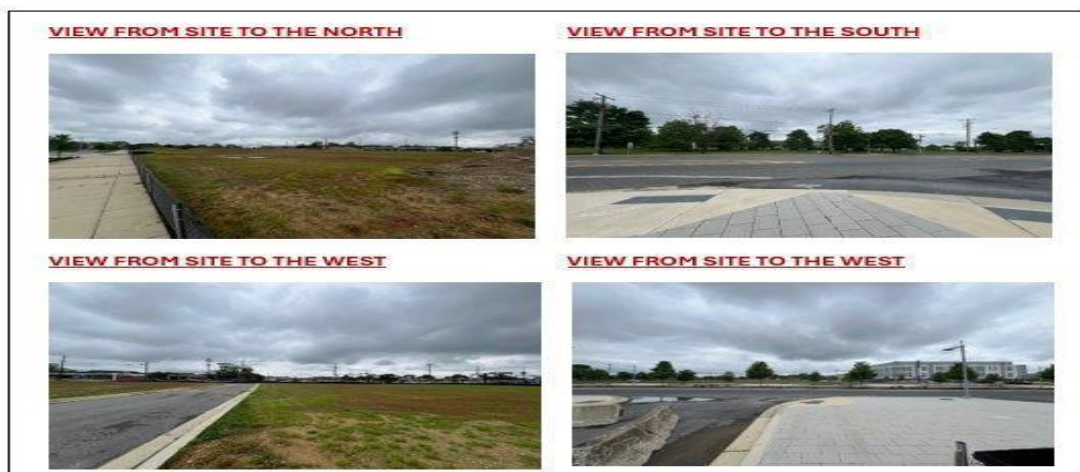 VIEW FROM SITE TO THE NORTH
VIEW FROM SITE TO THE SOUTH
VIEW FROM SITE TO THE WEST
VIEW FROM SITE TO THE WEST